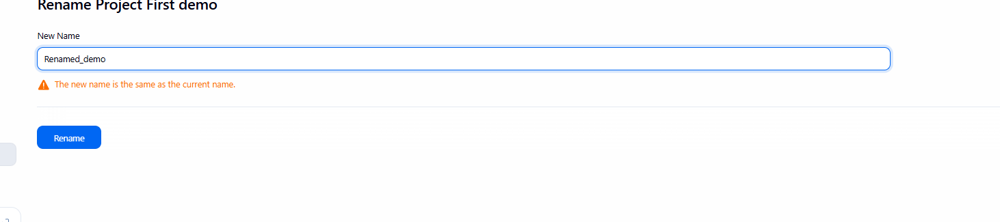 Rename Project First demo
New Name
Renamed_demo
The new name is the same as the current name.
Rename